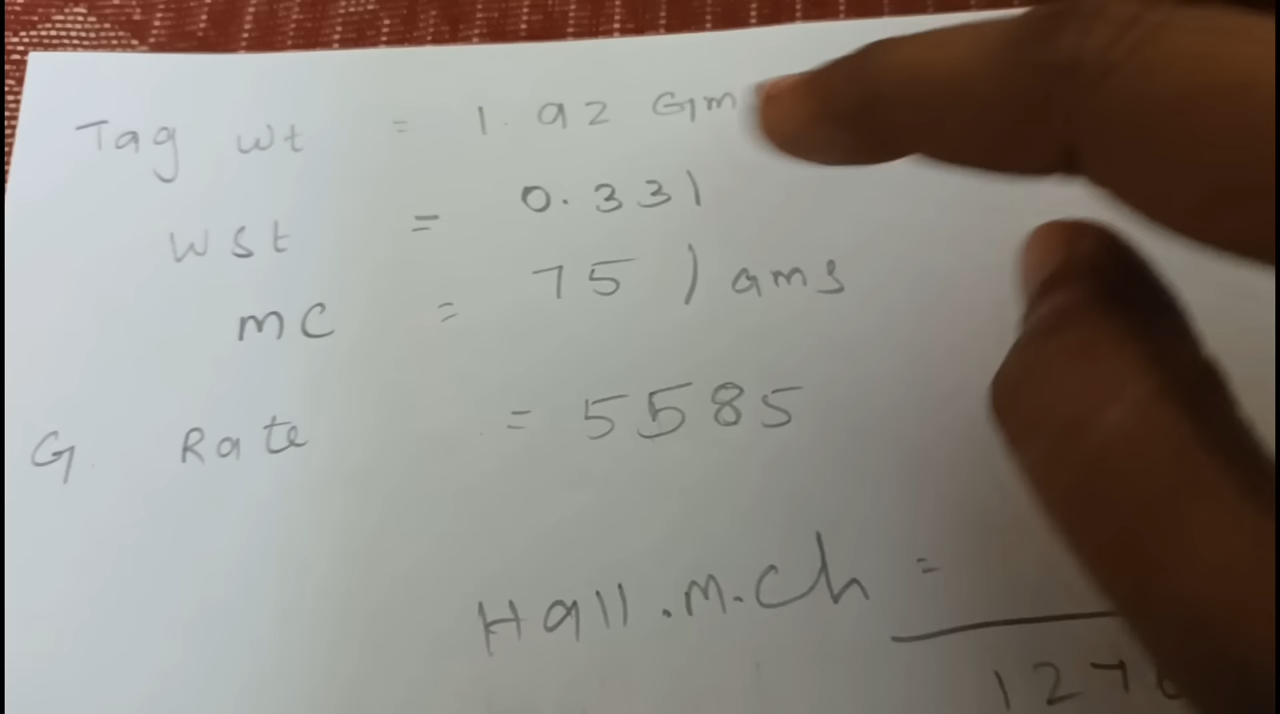 Tag wt = 1.92 Gm
wst = 0.331
mc = 75 ) gms
G. Rate = 5585
Hall.m.ch =